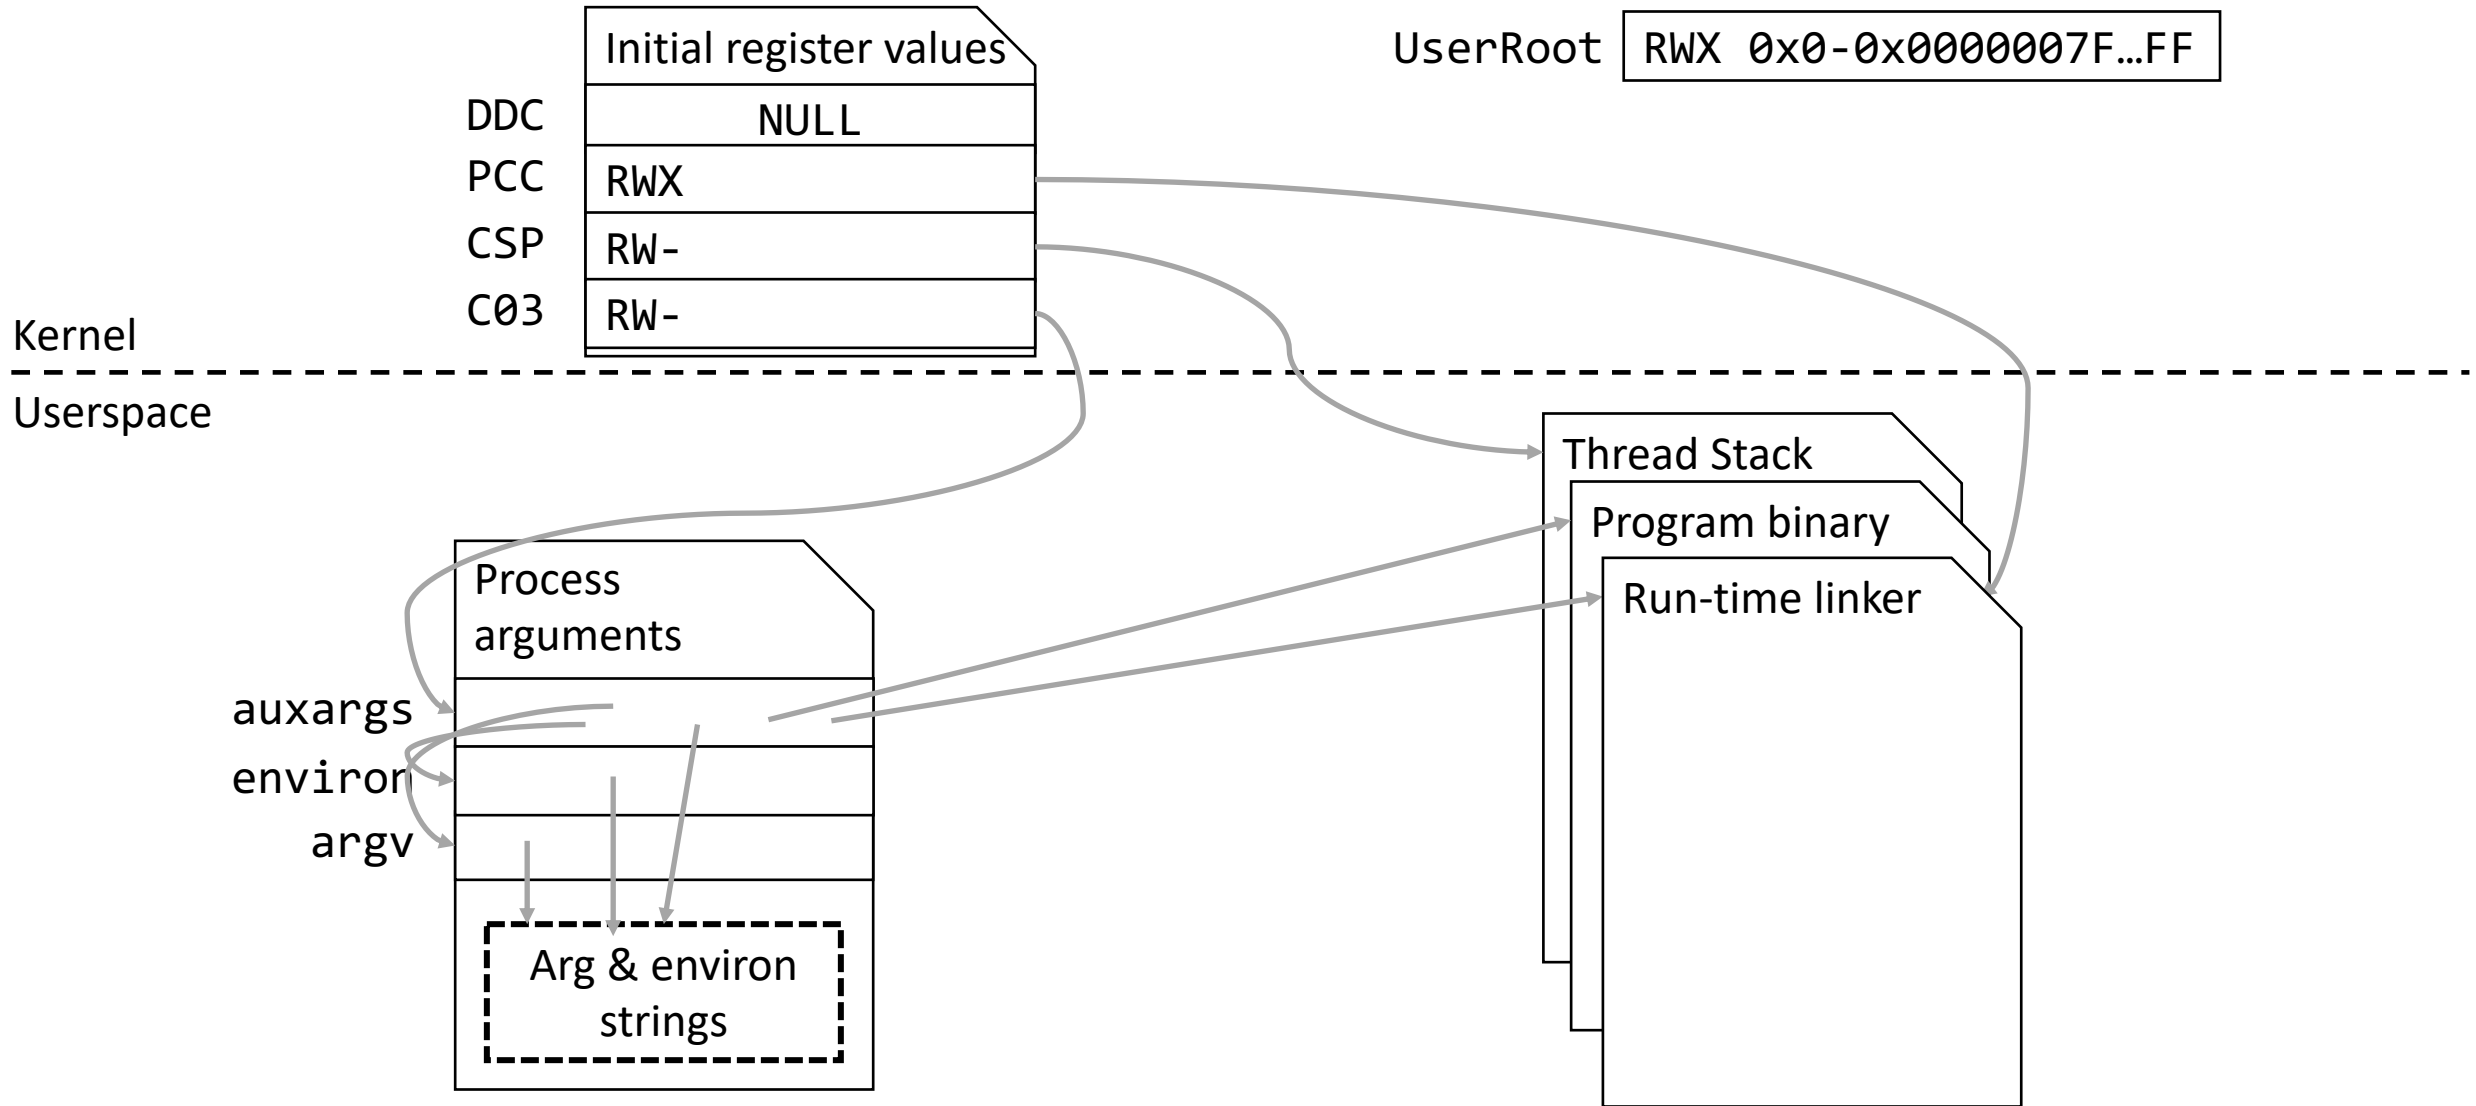 Initial register values
UserRoot RWX 0x0-0x0000007F…FF
DDC NULL
PCC RWX
CSP RW-
C03 RW-
Kernel
Userspace
Thread Stack
Program binary
Run-time linker
Process
arguments
auxargs
environ
argv
Arg & environ
strings